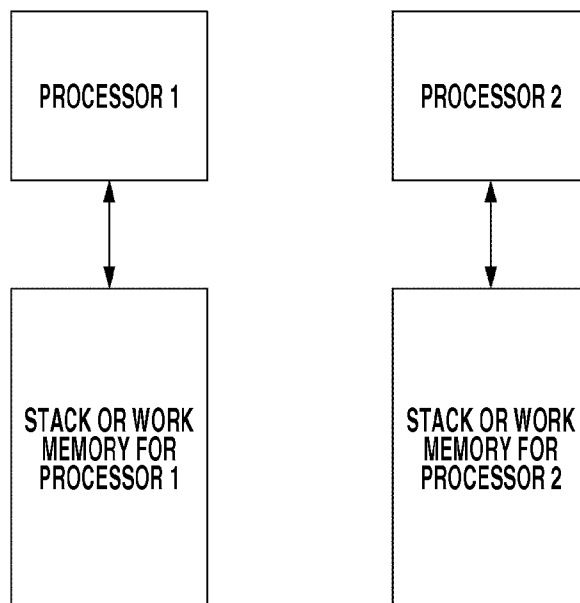 PROCESSOR 1
PROCESSOR 2
STACK OR WORK
MEMORY FOR
PROCESSOR 1
STACK OR WORK
MEMORY FOR
PROCESSOR 2